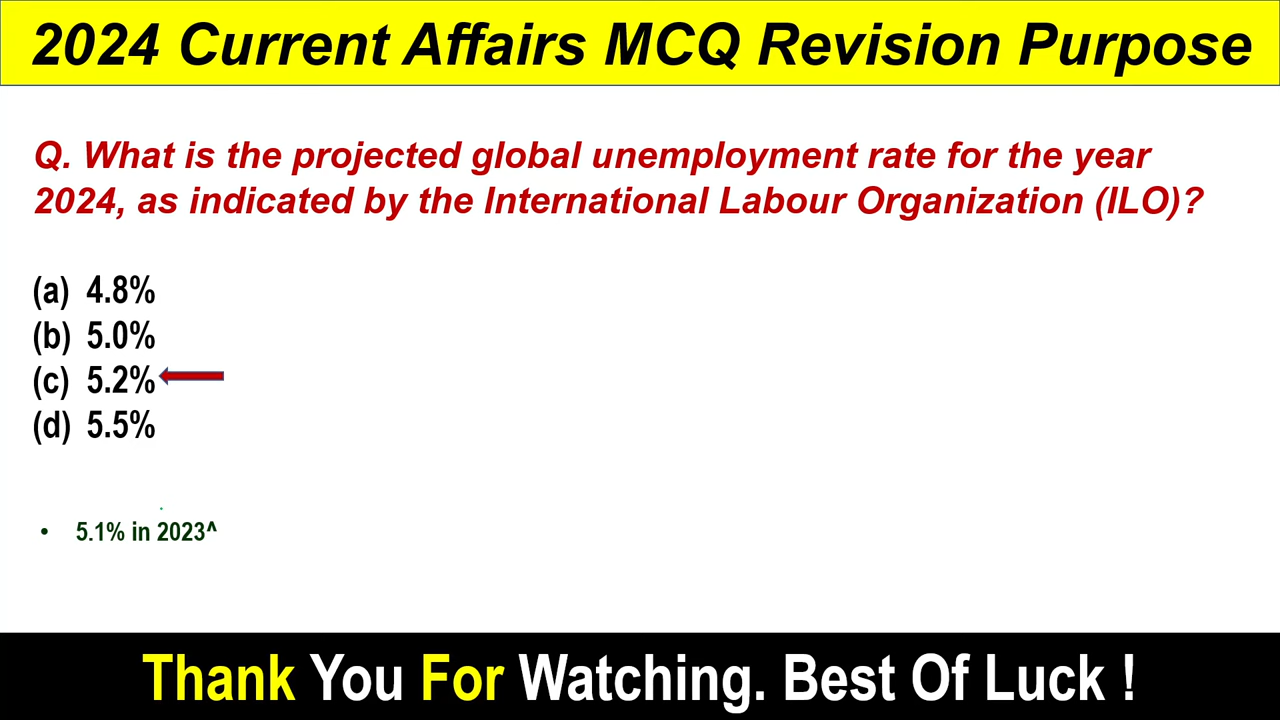 2024 Current Affairs MCQ Revision Purpose
Q. What is the projected global unemployment rate for the year
2024, as indicated by the International Labour Organization (ILO)?
(a) 4.8%
(b) 5.0%
(c) 5.2%
(d) 5.5%
• 5.1% in 2023^
Thank You For Watching. Best Of Luck !